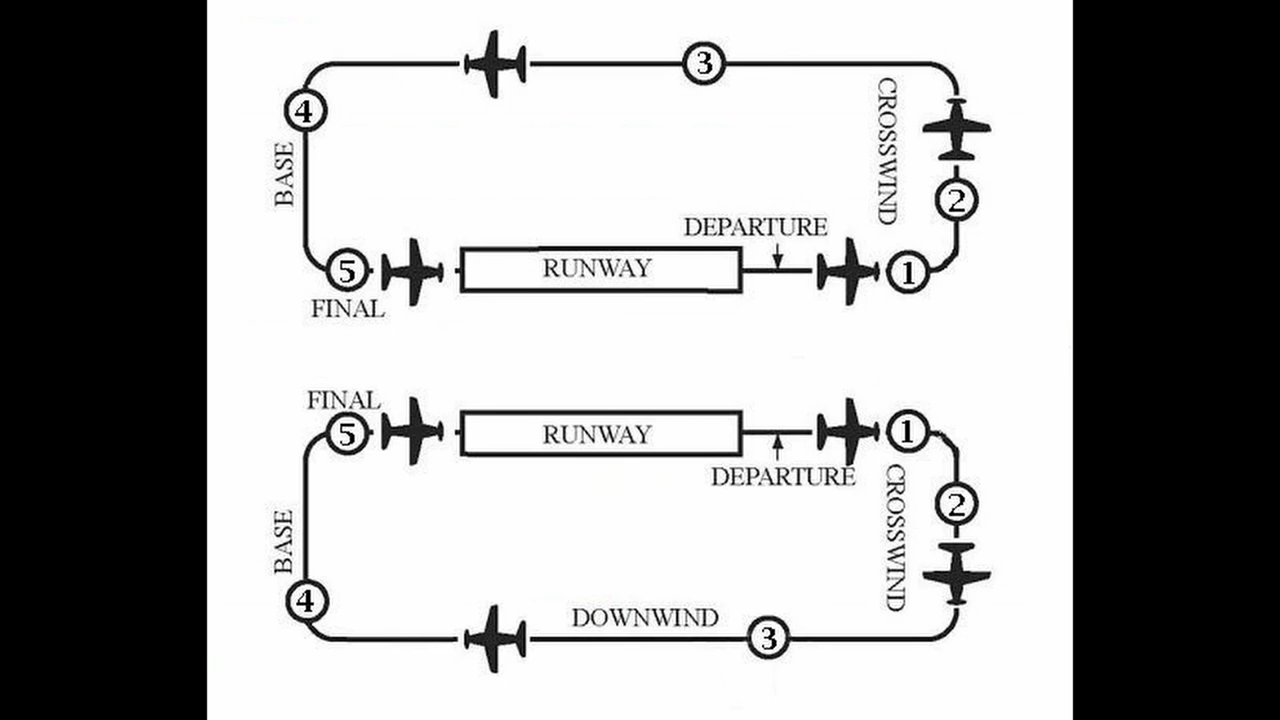 3
4
CROSSWIND
BASE
2
DEPARTURE
5
RUNWAY
1
FINAL
FINAL
5
RUNWAY
1
DEPARTURE
CROSSWIND
2
BASE
4
DOWNWIND
3